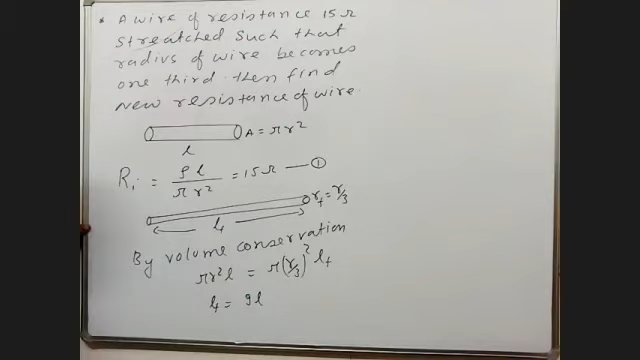 * A wire of resistance 15Ω
streatched such that
radius of wire becomes
one third then find
new resistance of wire.
A = πr²
l
Rᵢ = ρl / πr² = 15Ω — ①
r_f = r/3
l_f
By volume conservation
πr²l = π(r/3)² l_f
l_f = 9l